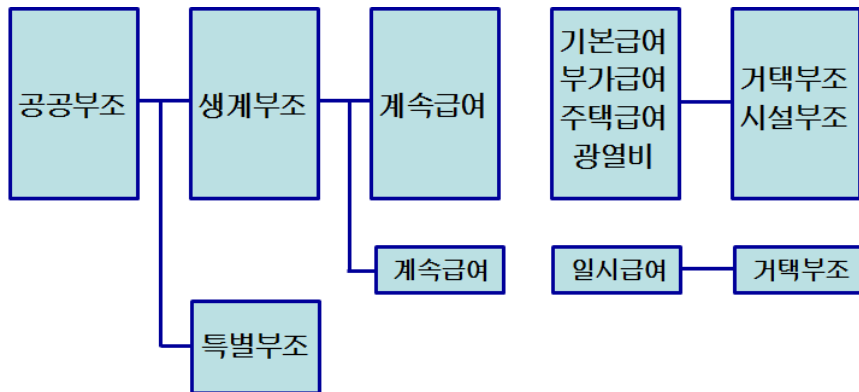 공공부조
생계부조
계속급여
기본급여
부가급여
주택급여
광열비
거택부조
시설부조
계속급여
일시급여
거택부조
특별부조